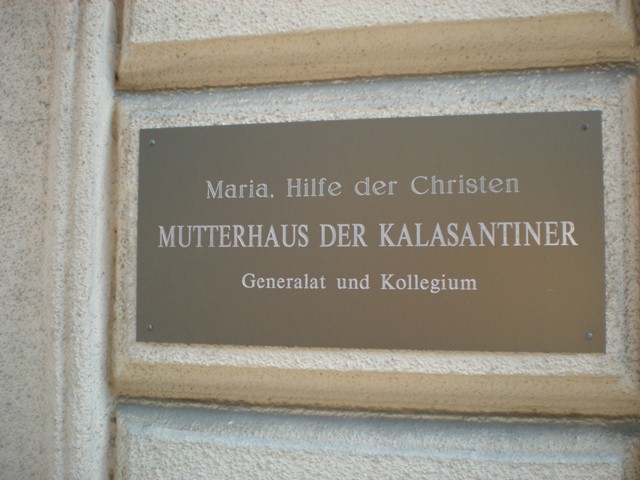 Maria, Hilfe der Christen
MUTTERHAUS DER KALASANTINER
Generalat und Kollegium